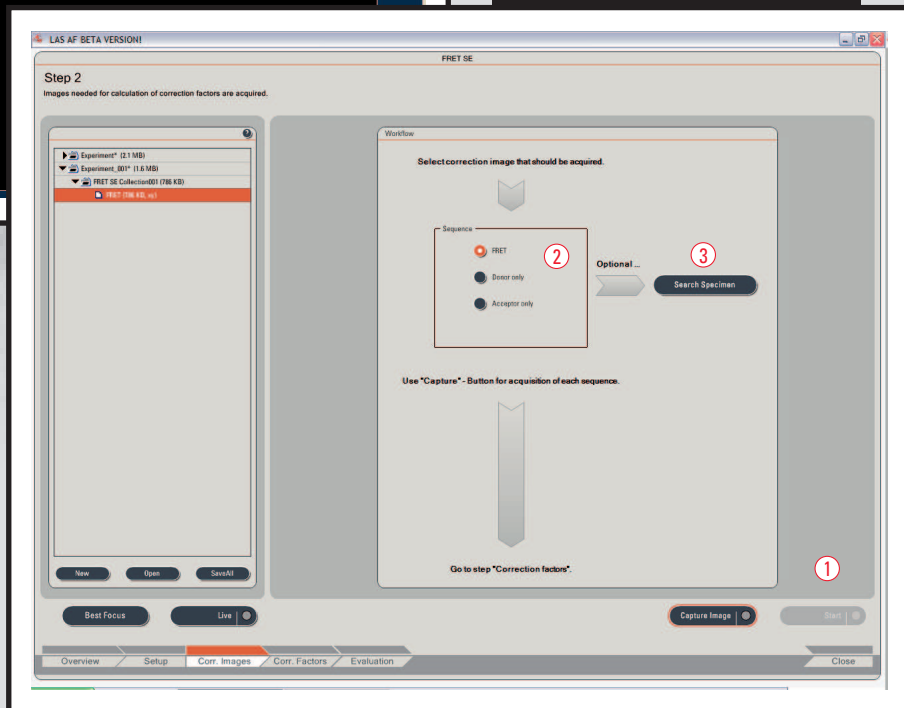 LAS AF BETA VERSION!
FRET SE
Step 2
Images needed for calculation of correction factors are acquired.
Experiment* (2.1 MB)
Experiment_001* (1.6 MB)
FRET SE Collection001 (786 KB)
FRET (786 KB, xy)
New
Open
SaveAll
Workflow
Select correction image that should be acquired.
Sequence
FRET
Donor only
Acceptor only
2
Optional ...
3
Search Specimen
Use "Capture" - Button for acquisition of each sequence.
Go to step "Correction factors".
1
Best Focus
Live
Capture Image
Start
Overview
Setup
Corr. Images
Corr. Factors
Evaluation
Close